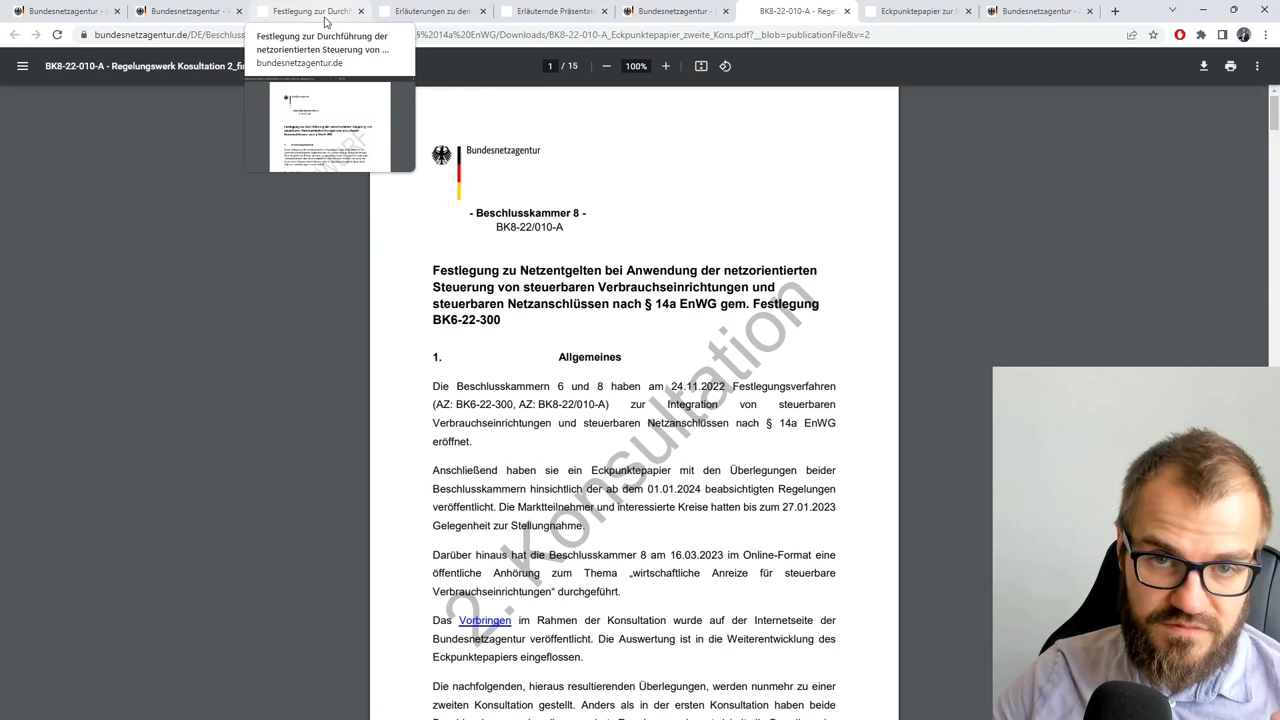 Bundesnetzagentur -
Bundesnetzagentur -
Festlegung zur Durchf
Erläuterungen zu den
Erläuternde Präsentati
Bundesnetzagentur -
BK8-22-010-A - Rege
Eckpunktepapier zur
ki_komm.pdf
bundesnetzagentur.de/DE/Beschlus
%2014a%20EnWG/Downloads/BK8-22-010-A_Eckpunktepapier_zweite_Kons.pdf?__blob=publicationFile&v=2
Festlegung zur Durchführung der
netzorientierten Steuerung von ...
bundesnetzagentur.de
BK8-22-010-A - Regelungswerk Kosultation 2_fin
1 / 15
100%
Bundesnetzagentur
- Beschlusskammer 8 -
BK8-22/010-A
Festlegung zu Netzentgelten bei Anwendung der netzorientierten
Steuerung von steuerbaren Verbrauchseinrichtungen und
steuerbaren Netzanschlüssen nach § 14a EnWG gem. Festlegung
BK6-22-300
1. Allgemeines
Die Beschlusskammern 6 und 8 haben am 24.11.2022 Festlegungsverfahren
(AZ: BK6-22-300, AZ: BK8-22/010-A) zur Integration von steuerbaren
Verbrauchseinrichtungen und steuerbaren Netzanschlüssen nach § 14a EnWG
eröffnet.
Anschließend haben sie ein Eckpunktepapier mit den Überlegungen beider
Beschlusskammern hinsichtlich der ab dem 01.01.2024 beabsichtigten Regelungen
veröffentlicht. Die Marktteilnehmer und interessierte Kreise hatten bis zum 27.01.2023
Gelegenheit zur Stellungnahme.
Darüber hinaus hat die Beschlusskammer 8 am 16.03.2023 im Online-Format eine
öffentliche Anhörung zum Thema „wirtschaftliche Anreize für steuerbare
Verbrauchseinrichtungen“ durchgeführt.
Das Vorbringen im Rahmen der Konsultation wurde auf der Internetseite der
Bundesnetzagentur veröffentlicht. Die Auswertung ist in die Weiterentwicklung des
Eckpunktepapiers eingeflossen.
Die nachfolgenden, hieraus resultierenden Überlegungen, werden nunmehr zu einer
zweiten Konsultation gestellt. Anders als in der ersten Konsultation haben beide
2. Konsultation